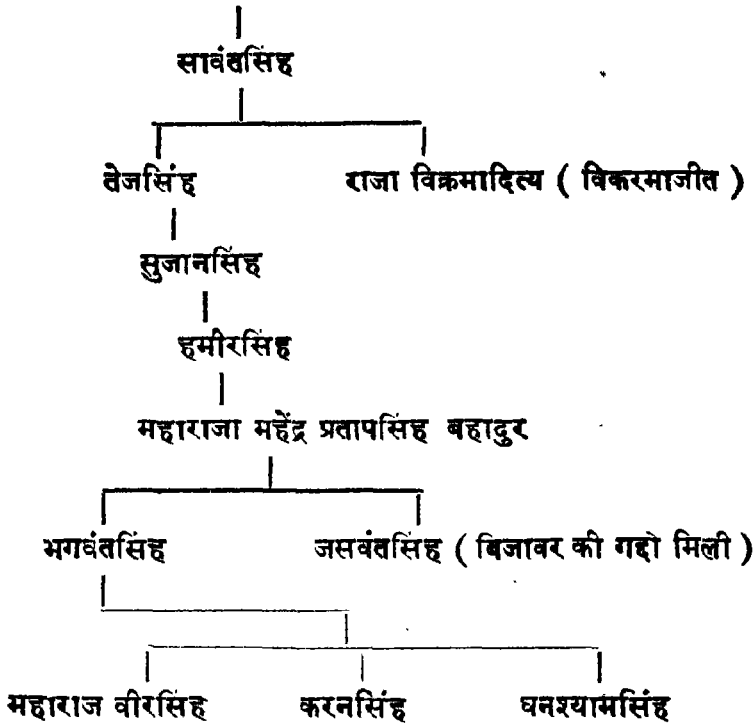 सावंतसिंह
तेजसिंह राजा विक्रमादित्य ( विकरमाजीत )
सुजानसिंह
हमीरसिंह
महाराजा महेंद्र प्रतापसिंह बहादुर
भगवंतसिंह जसवंतसिंह ( बिजावर की गद्दो मिली )
महाराज वीरसिंह करनसिंह घनश्यामसिंह